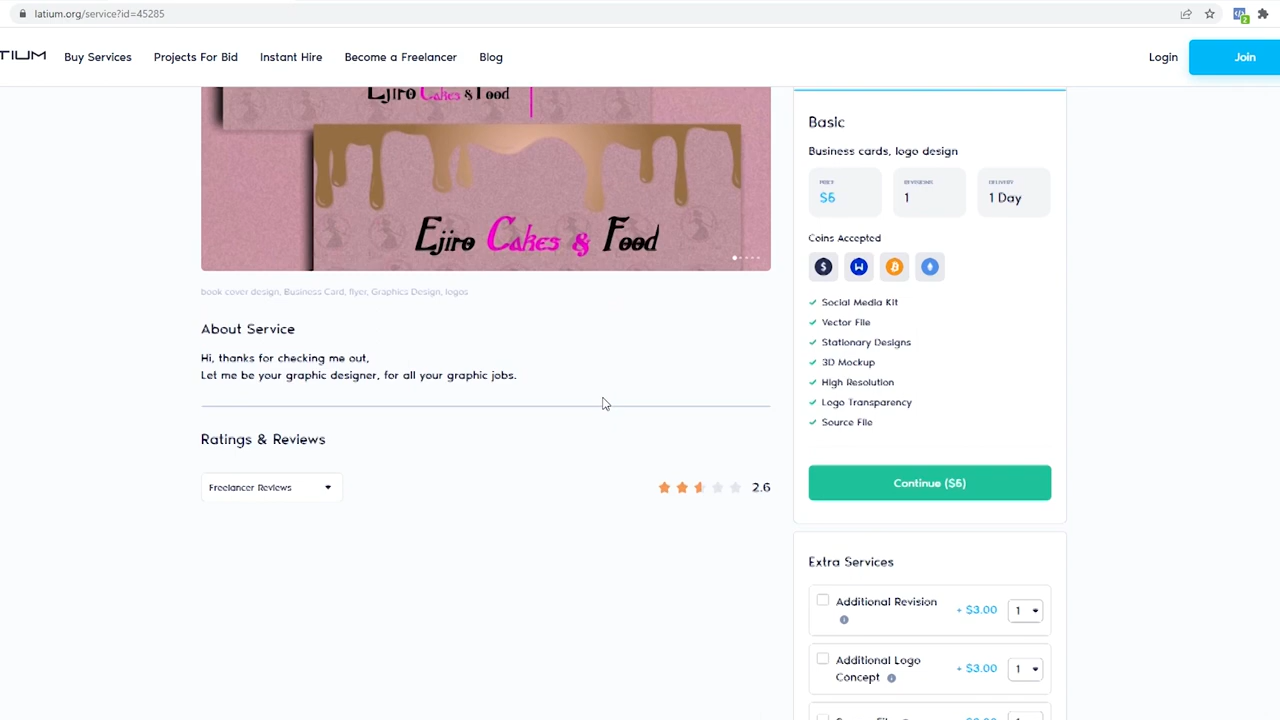 latium.org/service?id=45285
TIUM
Buy Services
Projects For Bid
Instant Hire
Become a Freelancer
Blog
Login
Join
Ejiro Cakes & Food
Ejiro Cakes & Food
book cover design, Business Card, flyer, Graphics Design, logos
About Service
Hi, thanks for checking me out,
Let me be your graphic designer, for all your graphic jobs.
Ratings & Reviews
Freelancer Reviews
2.6
Basic
Business cards, logo design
PRICE
REVISIONS
DELIVERY
$6
1
1 Day
Coins Accepted
Social Media Kit
Vector File
Stationary Designs
3D Mockup
High Resolution
Logo Transparency
Source File
Continue ($6)
Extra Services
Additional Revision
+ $3.00
1
Additional Logo
Concept
+ $3.00
1